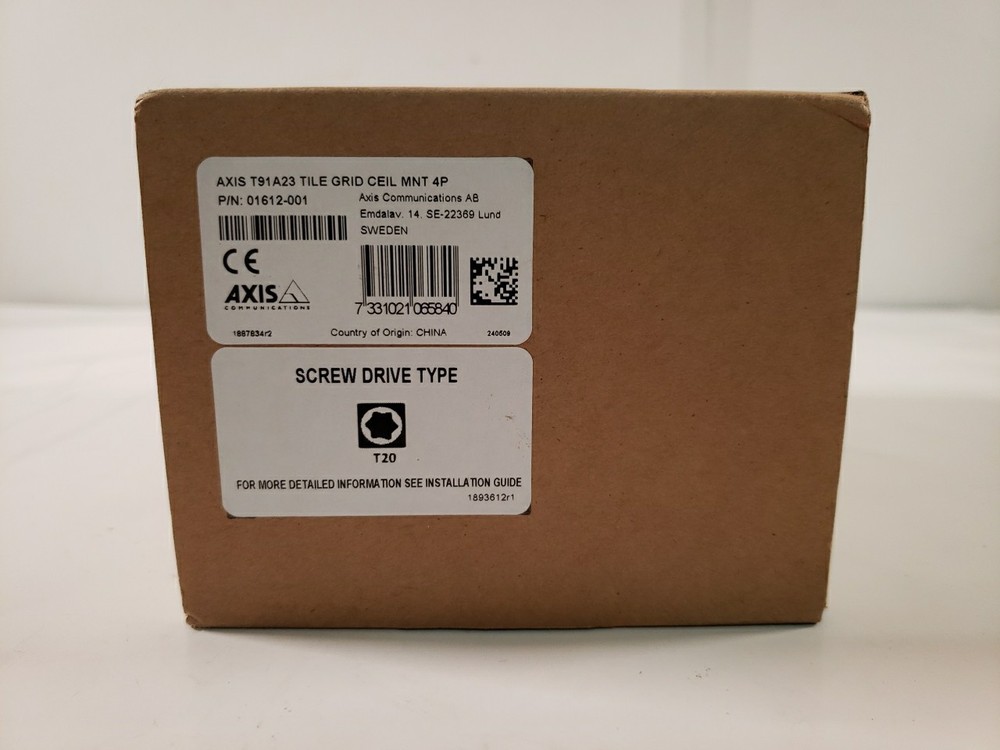 AXIS T91A23 TILE GRID CEIL MNT 4P
P/N: 01612-001
Axis Communications AB
Emdalav. 14. SE-22369 Lund
SWEDEN
CE
AXIS
COMMUNICATIONS
7 331021 065840
1887834r2
Country of Origin: CHINA
240509
SCREW DRIVE TYPE
T20
FOR MORE DETAILED INFORMATION SEE INSTALLATION GUIDE
1893612r1